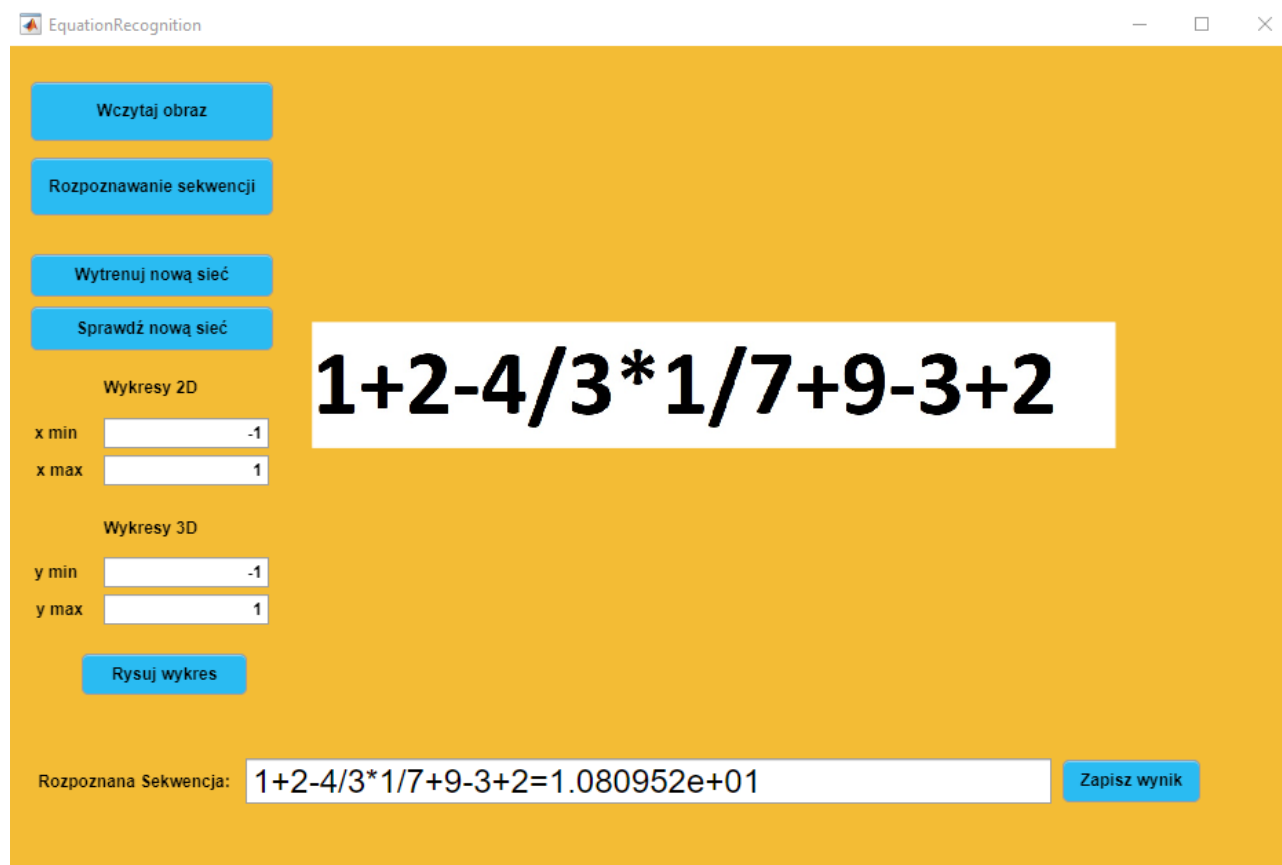 EquationRecognition
Wczytaj obraz
Rozpoznawanie sekwencji
Wytrenuj nową sieć
Sprawdź nową sieć
1+2-4/3*1/7+9-3+2
Wykresy 2D
x min -1
x max 1
Wykresy 3D
y min -1
y max 1
Rysuj wykres
Rozpoznana Sekwencja: 1+2-4/3*1/7+9-3+2=1.080952e+01 Zapisz wynik